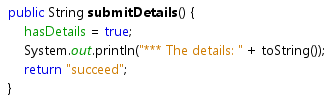 public String submitDetails() {
hasDetails = true;
System.out.println("*** The details: " + toString());
return "succeed";
}